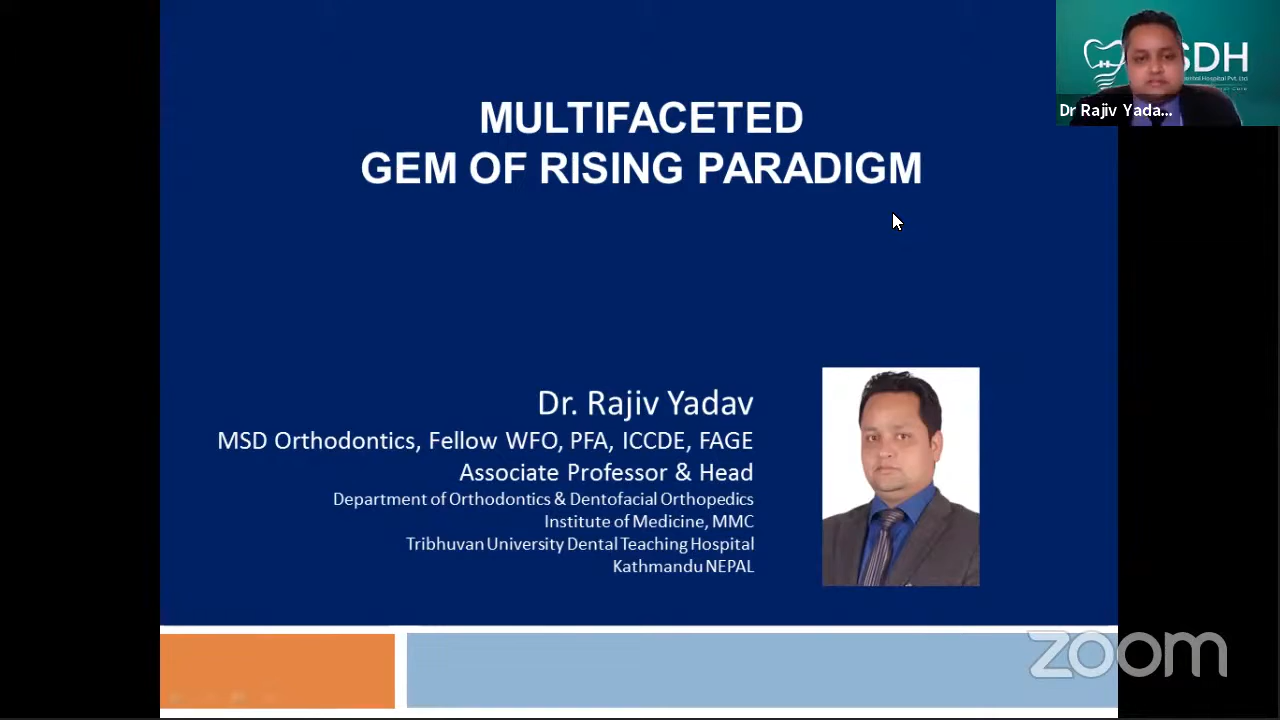 MULTIFACETED
GEM OF RISING PARADIGM
SDH
Dr Rajiv Yada...
Dr. Rajiv Yadav
MSD Orthodontics, Fellow WFO, PFA, ICCDE, FAGE
Associate Professor & Head
Department of Orthodontics & Dentofacial Orthopedics
Institute of Medicine, MMC
Tribhuvan University Dental Teaching Hospital
Kathmandu NEPAL
zoom